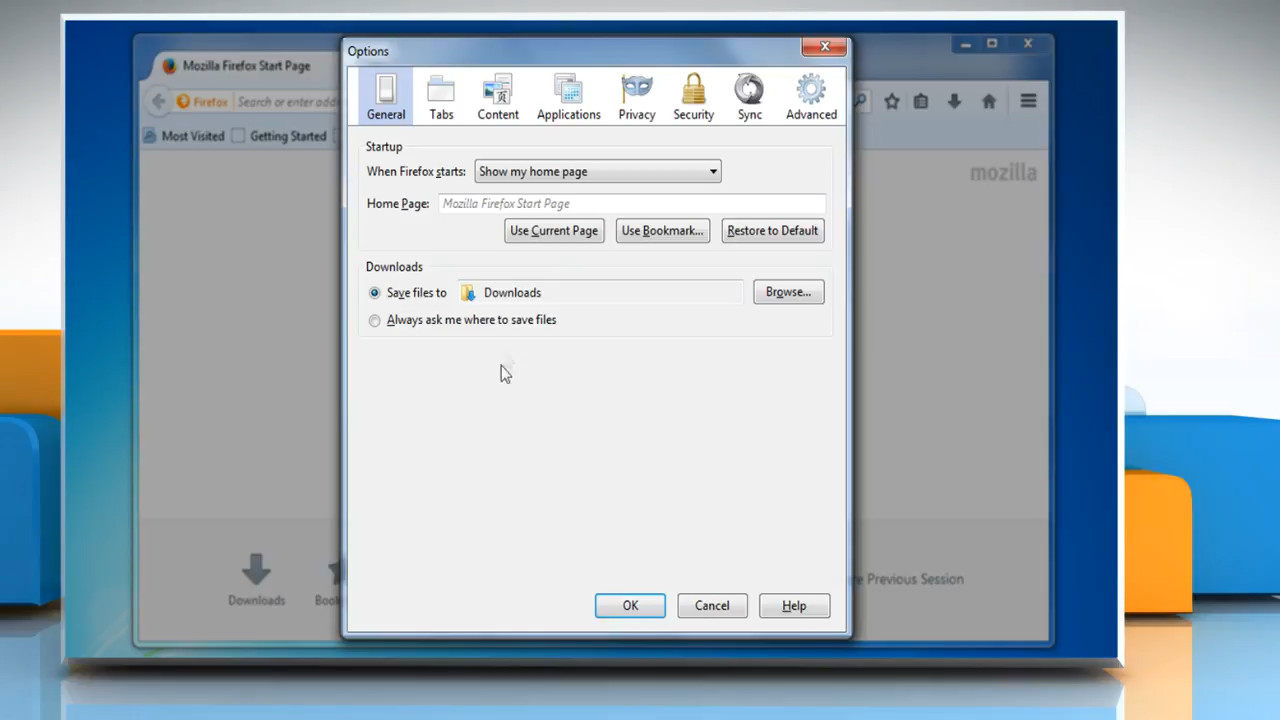 Options
Mozilla Firefox Start Page
General
Tabs
Content
Applications
Privacy
Security
Sync
Advanced
Firefox
Search or enter addr
Most Visited
Getting Started
mozilla
Startup
When Firefox starts:
Show my home page
Home Page:
Mozilla Firefox Start Page
Use Current Page
Use Bookmark...
Restore to Default
Downloads
Save files to
Downloads
Browse...
Always ask me where to save files
Downloads
Book
re Previous Session
OK
Cancel
Help